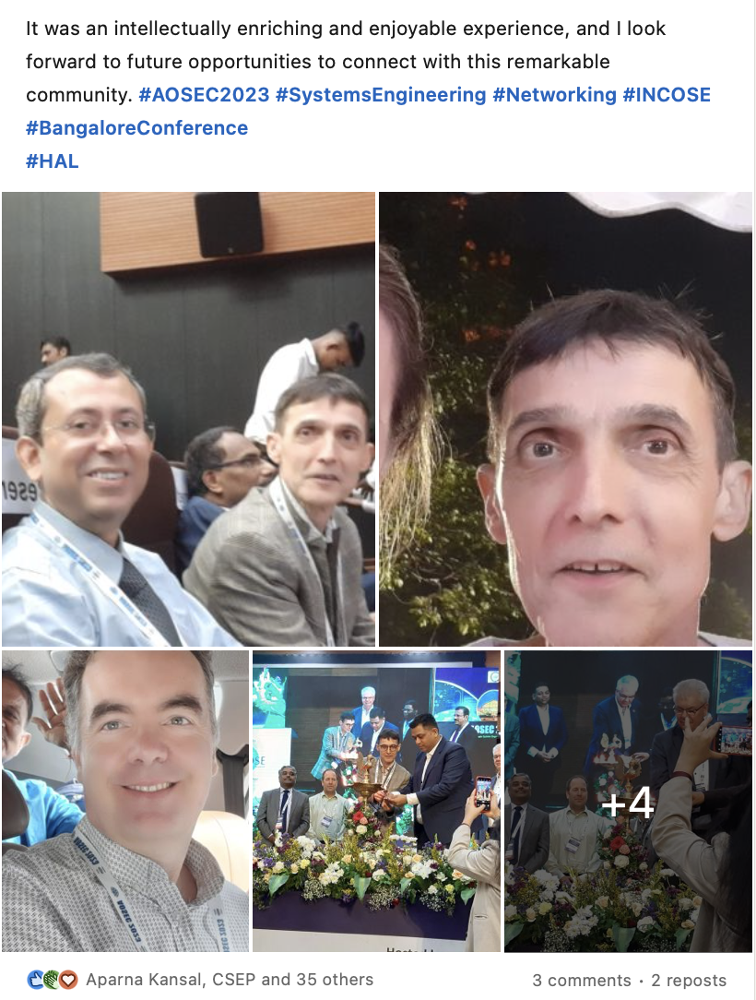 It was an intellectually enriching and enjoyable experience, and I look
forward to future opportunities to connect with this remarkable
community. #AOSEC2023 #SystemsEngineering #Networking #INCOSE
#BangaloreConference
#HAL
+4
Aparna Kansal, CSEP and 35 others
3 comments • 2 reposts